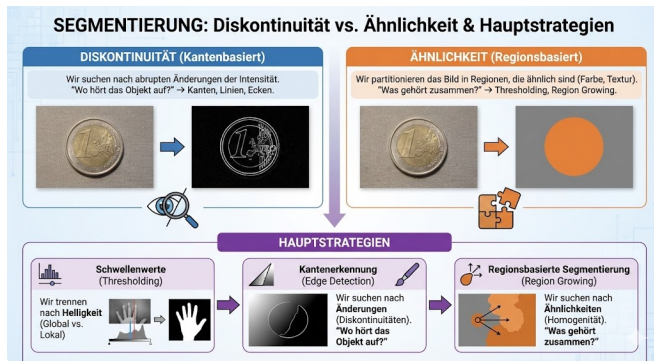 SEGMENTIERUNG: Diskontinuität vs. Ähnlichkeit & Hauptstrategien
DISKONTINUITÄT (Kantenbasiert)
Wir suchen nach abrupten Änderungen der Intensität.
"Wo hört das Objekt auf?" → Kanten, Linien, Ecken.
ÄHNLICHKEIT (Regionsbasiert)
Wir partitionieren das Bild in Regionen, die ähnlich sind (Farbe, Textur).
"Was gehört zusammen?" → Thresholding, Region Growing.
HAUPTSTRATEGIEN
Schwellenwerte
(Thresholding)
Wir trennen
nach Helligkeit
(Global vs.
Lokal)
Kantenerkennung
(Edge Detection)
Wir suchen nach
Änderungen
(Diskontinuitäten).
"Wo hört das
Objekt auf?"
Regionsbasierte Segmentierung
(Region Growing)
Wir suchen nach
Ähnlichkeiten
(Homogenität).
"Was gehört
zusammen?"